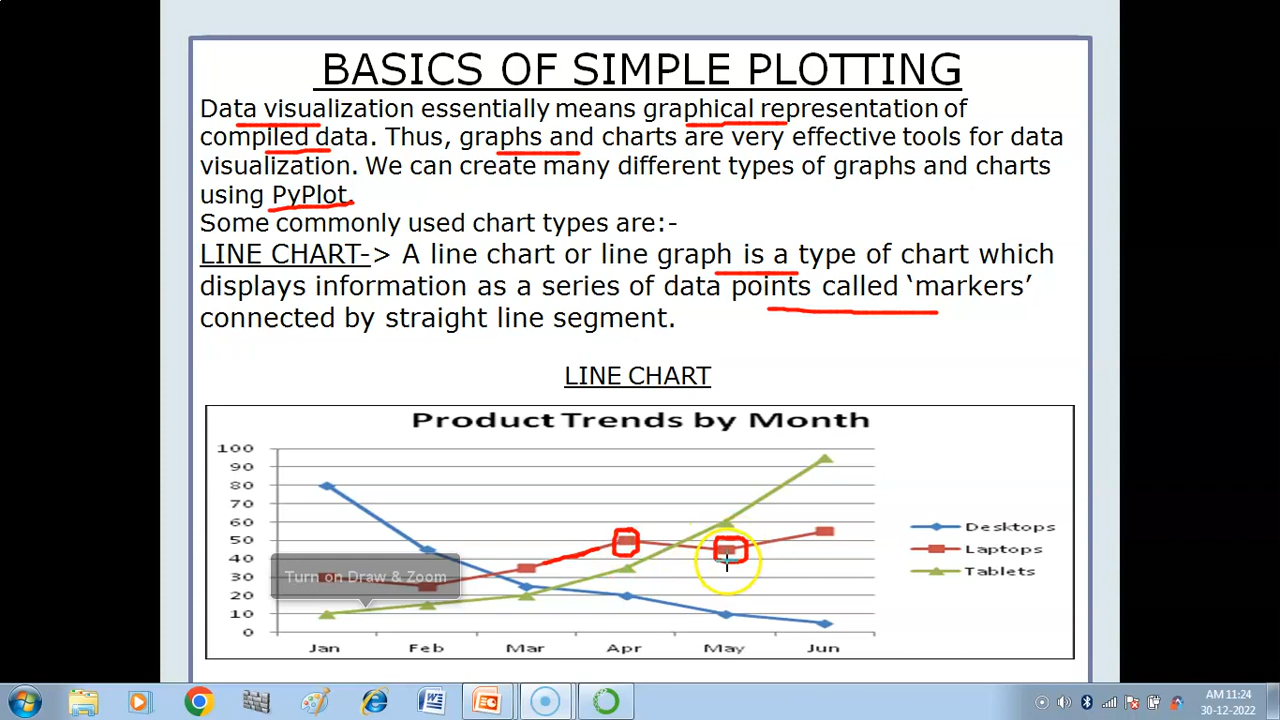 BASICS OF SIMPLE PLOTTING
Data visualization essentially means graphical representation of
compiled data. Thus, graphs and charts are very effective tools for data
visualization. We can create many different types of graphs and charts
using PyPlot.
Some commonly used chart types are:-
LINE CHART-> A line chart or line graph is a type of chart which
displays information as a series of data points called ‘markers’
connected by straight line segment.
LINE CHART
Product Trends by Month
100
90
80
70
60
50
40
30
20
10
0
Jan Feb Mar Apr May Jun
Desktops
Laptops
Tablets
Turn on Draw & Zoom
AM 11:24
30-12-2022